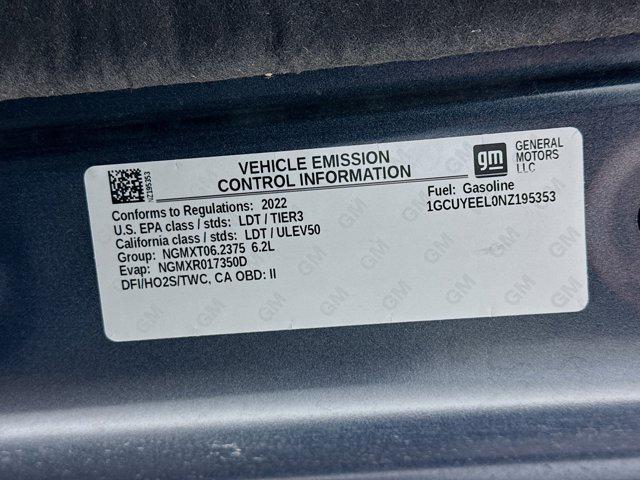 VEHICLE EMISSION
CONTROL INFORMATION
gm
GENERAL
MOTORS
LLC
NZ195353
Conforms to Regulations: 2022
U.S. EPA class / stds: LDT / TIER3
California class / stds: LDT / ULEV50
Group: NGMXT06.2375 6.2L
Evap: NGMXR017350D
DFI/HO2S/TWC, CA OBD: II
Fuel: Gasoline
1GCUYEEL0NZ195353
GM